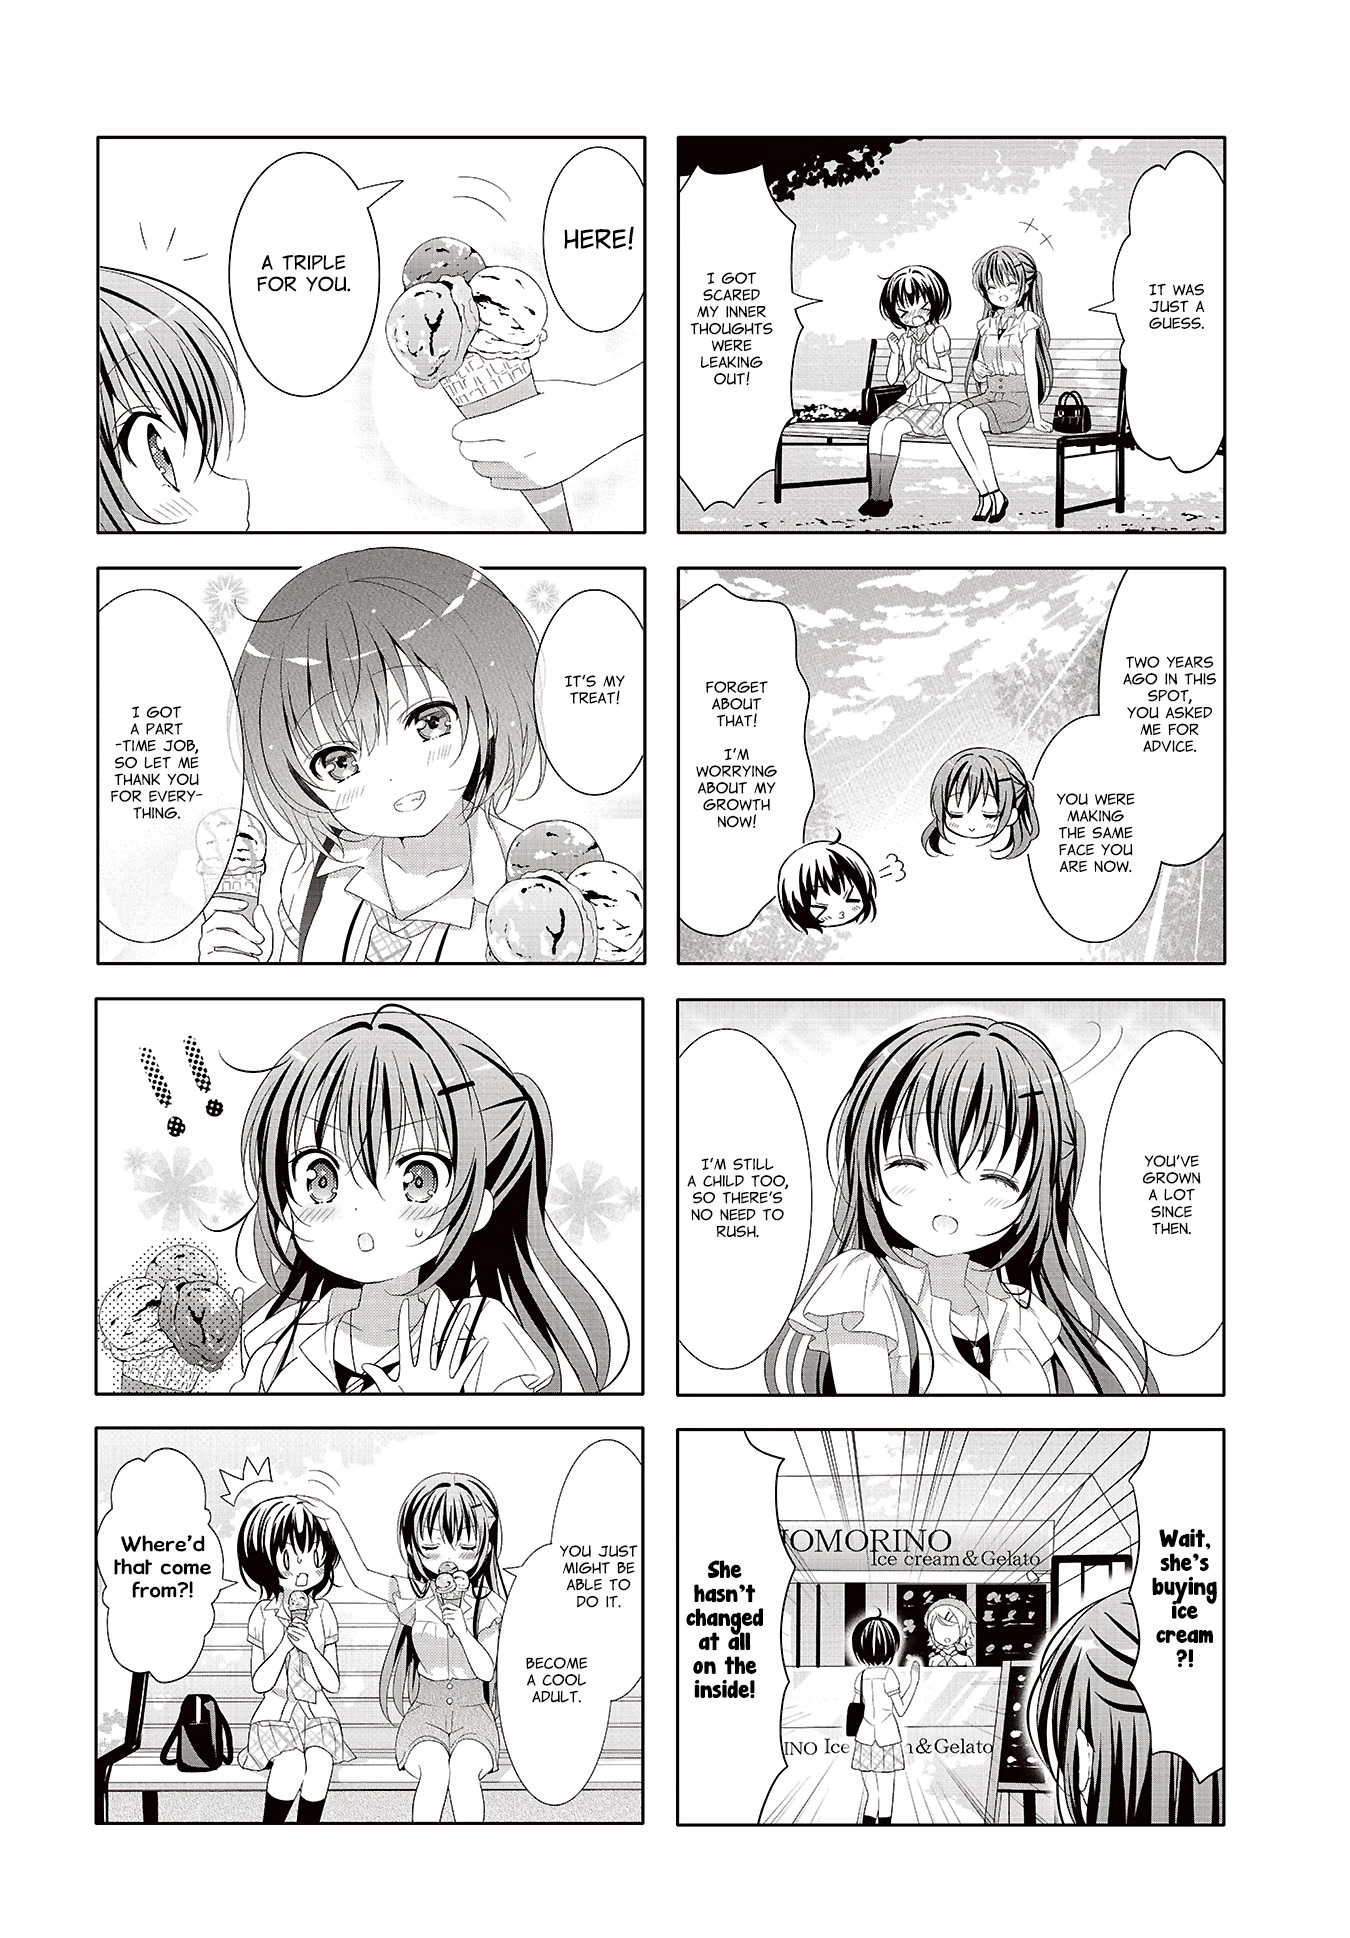 IT WAS
JUST A
GUESS.
I GOT
SCARED
MY INNER
THOUGHTS
WERE
LEAKING
OUT!
TWO YEARS
AGO IN THIS
SPOT,
YOU ASKED
ME FOR
ADVICE.
YOU WERE
MAKING
THE SAME
FACE YOU
ARE NOW.
FORGET
ABOUT
THAT!
I'M
WORRYING
ABOUT MY
GROWTH
NOW!
YOU'VE
GROWN
A LOT
SINCE
THEN.
I'M STILL
A CHILD TOO,
SO THERE'S
NO NEED TO
RUSH.
Wait,
she's
buying
ice
cream
?!
OMORINO
Ice cream & Gelato
INO Ice n & Gelato
She
hasn't
changed
at all
on the
inside!
HERE!
A TRIPLE
FOR YOU.
IT'S MY
TREAT!
I GOT
A PART
-TIME JOB,
SO LET ME
THANK YOU
FOR EVERY-
THING.
!!
YOU JUST
MIGHT BE
ABLE TO
DO IT.
BECOME
A COOL
ADULT.
Where'd
that come
from?!